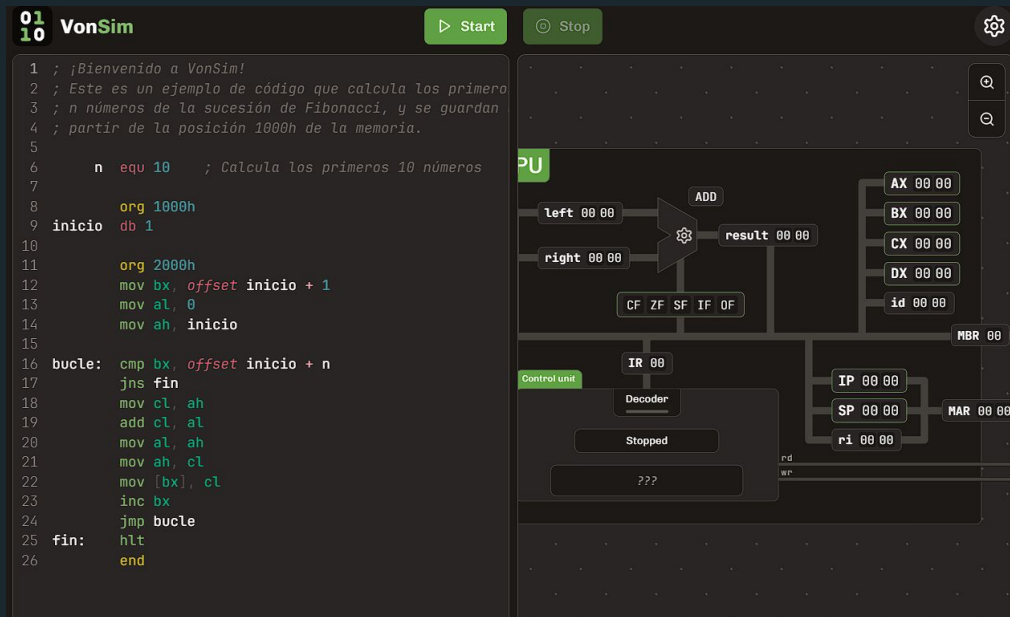 0110 VonSim
Start
Stop
1 ; ¡Bienvenido a VonSim!
2 ; Este es un ejemplo de código que calcula los primero
3 ; n números de la sucesión de Fibonacci, y se guardan
4 ; partir de la posición 1000h de la memoria.
5
6 n equ 10 ; Calcula los primeros 10 números
7
8 org 1000h
9 inicio db 1
10
11 org 2000h
12 mov bx, offset inicio + 1
13 mov al, 0
14 mov ah, inicio
15
16 bucle: cmp bx, offset inicio + n
17 jns fin
18 mov cl, ah
19 add cl, al
20 mov al, ah
21 mov ah, cl
22 mov [bx], cl
23 inc bx
24 jmp bucle
25 fin: hlt
26 end
PU
ADD
left 00 00
right 00 00
result 00 00
CF ZF SF IF OF
AX 00 00
BX 00 00
CX 00 00
DX 00 00
id 00 00
MBR 00
IR 00
Control unit
Decoder
Stopped
???
IP 00 00
SP 00 00
ri 00 00
MAR 00 00
rd
wr